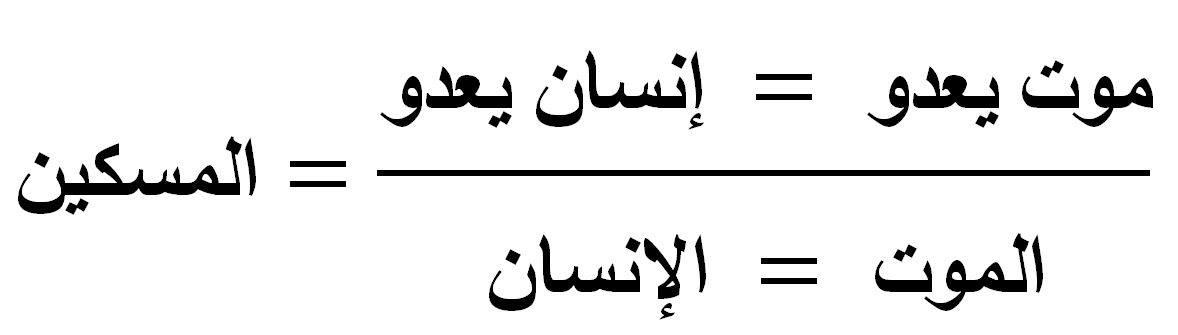 موت يعدو = إنسان يعدو
= المسكين
الموت = الإنسان